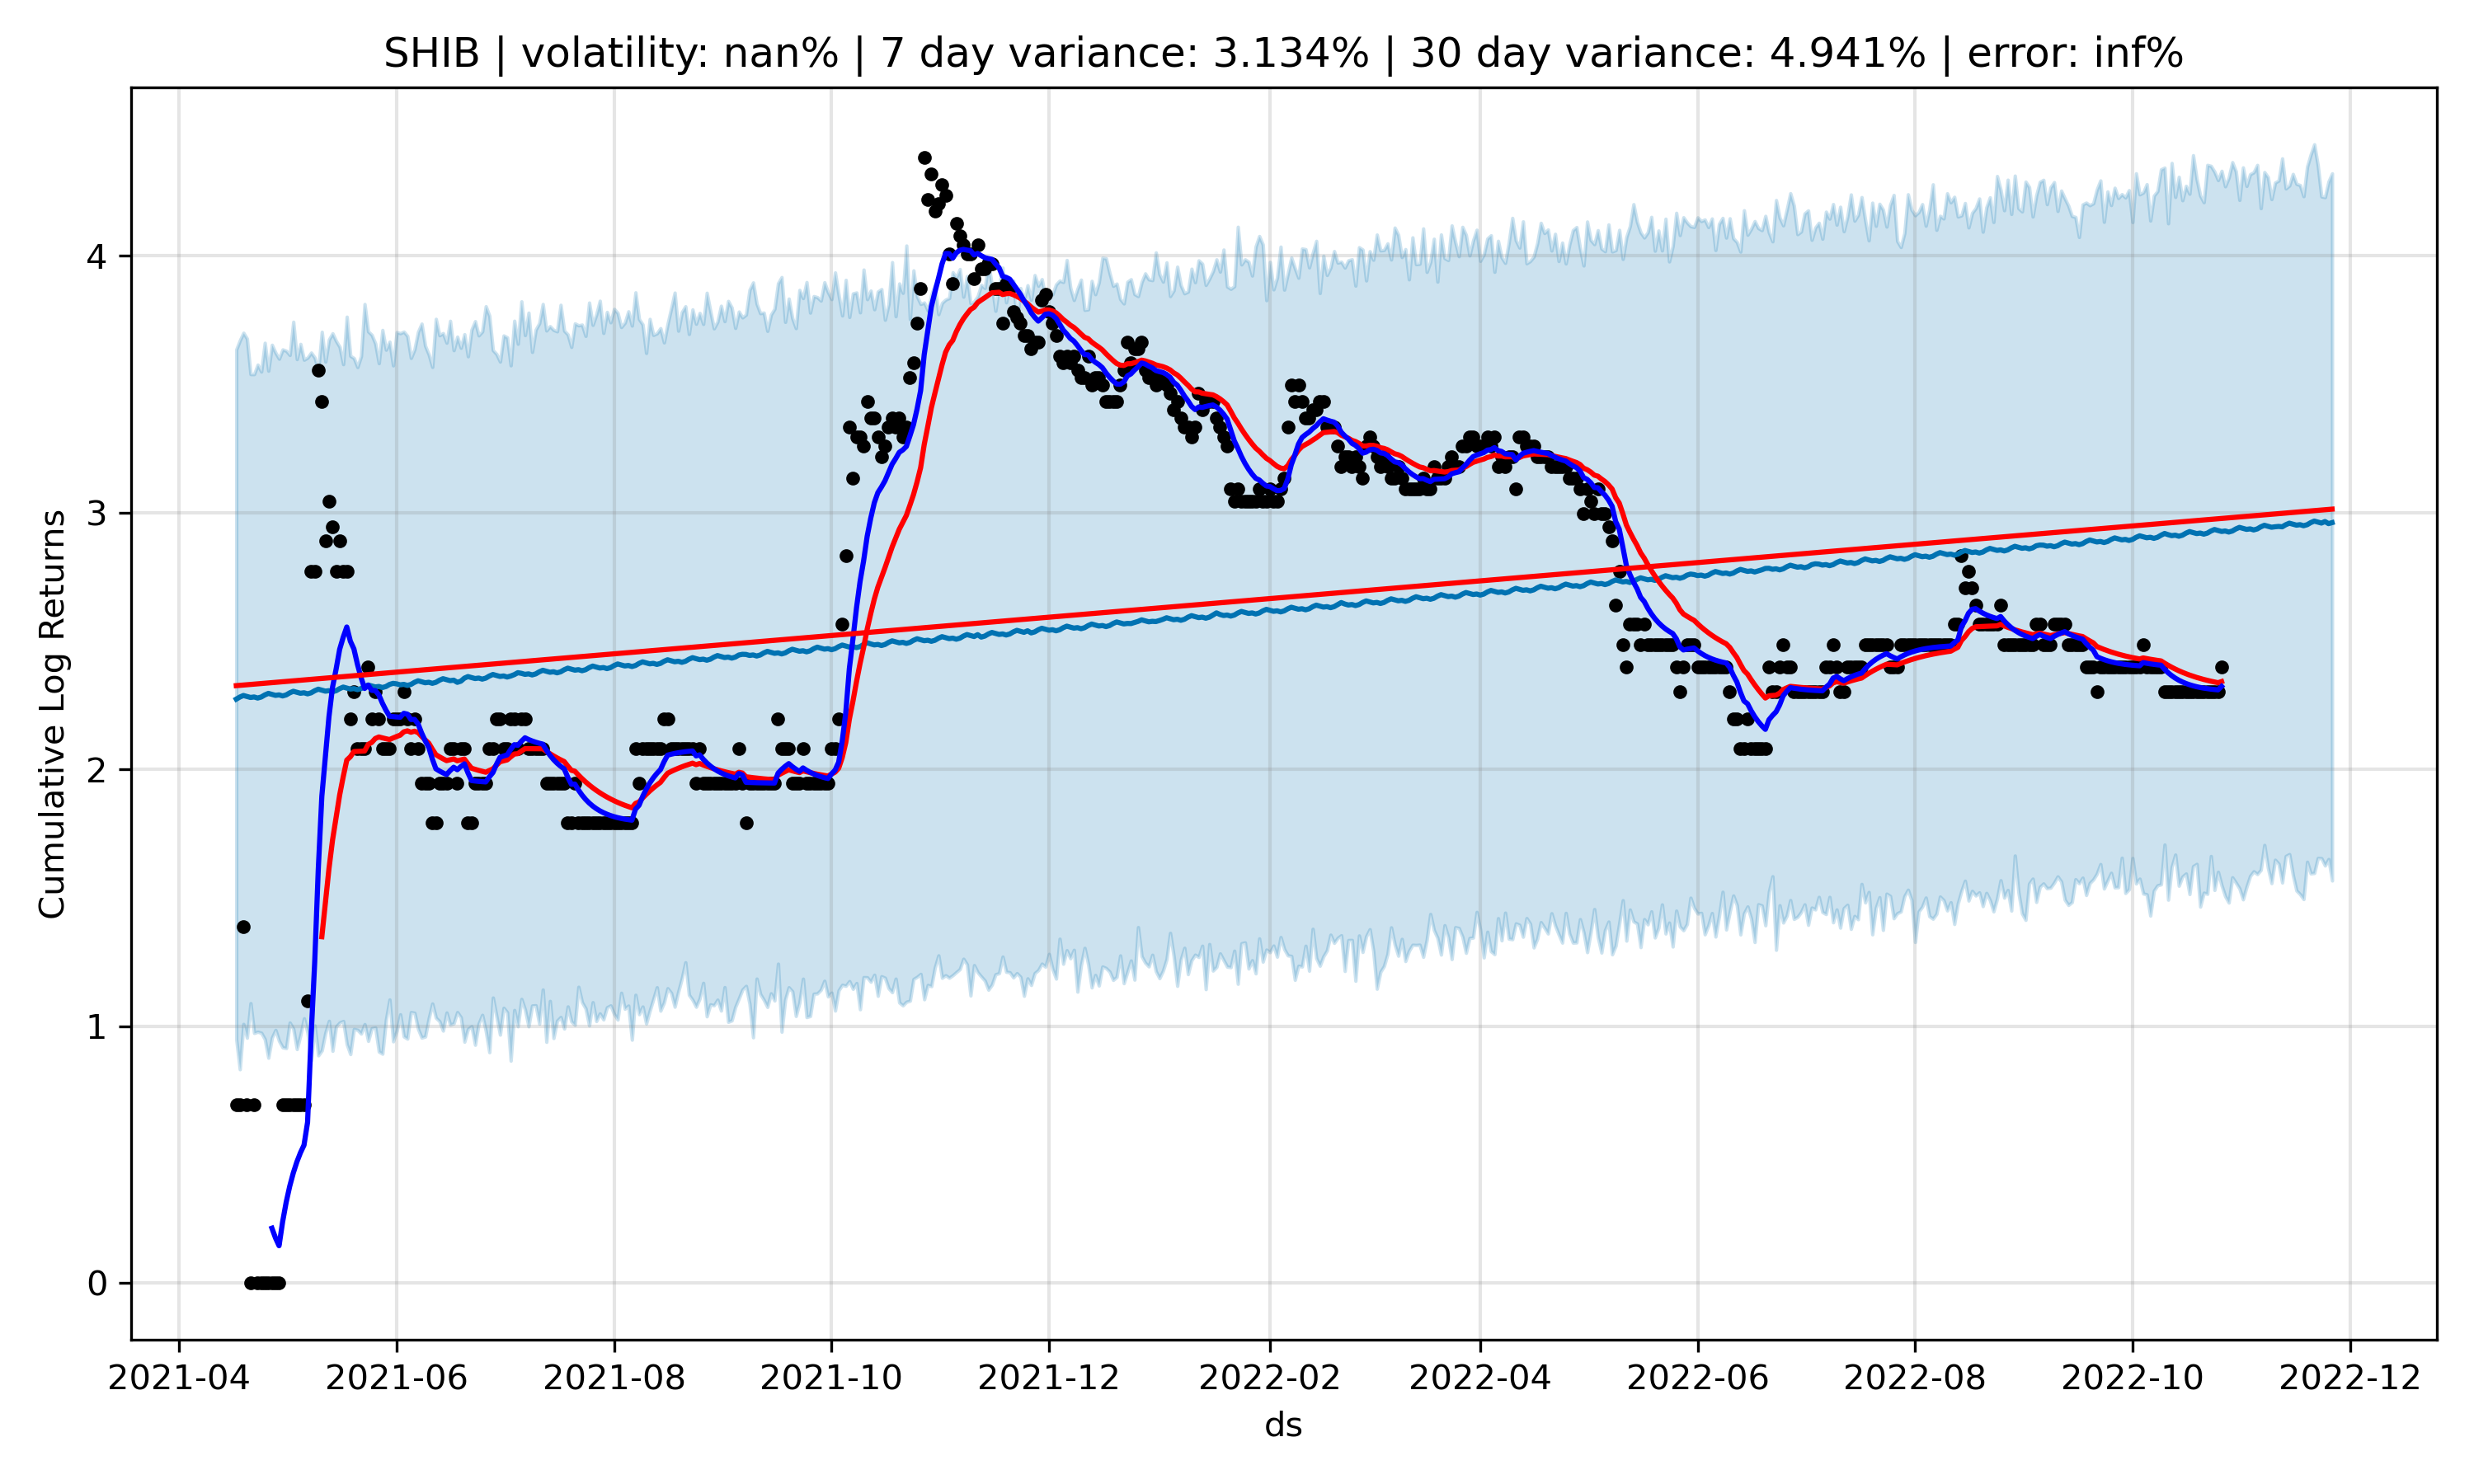 SHIB | volatility: nan% | 7 day variance: 3.134% | 30 day variance: 4.941% | error: inf%
Cumulative Log Returns
4
3
2
1
0
2021-04 2021-06 2021-08 2021-10 2021-12 2022-02 2022-04 2022-06 2022-08 2022-10 2022-12
ds